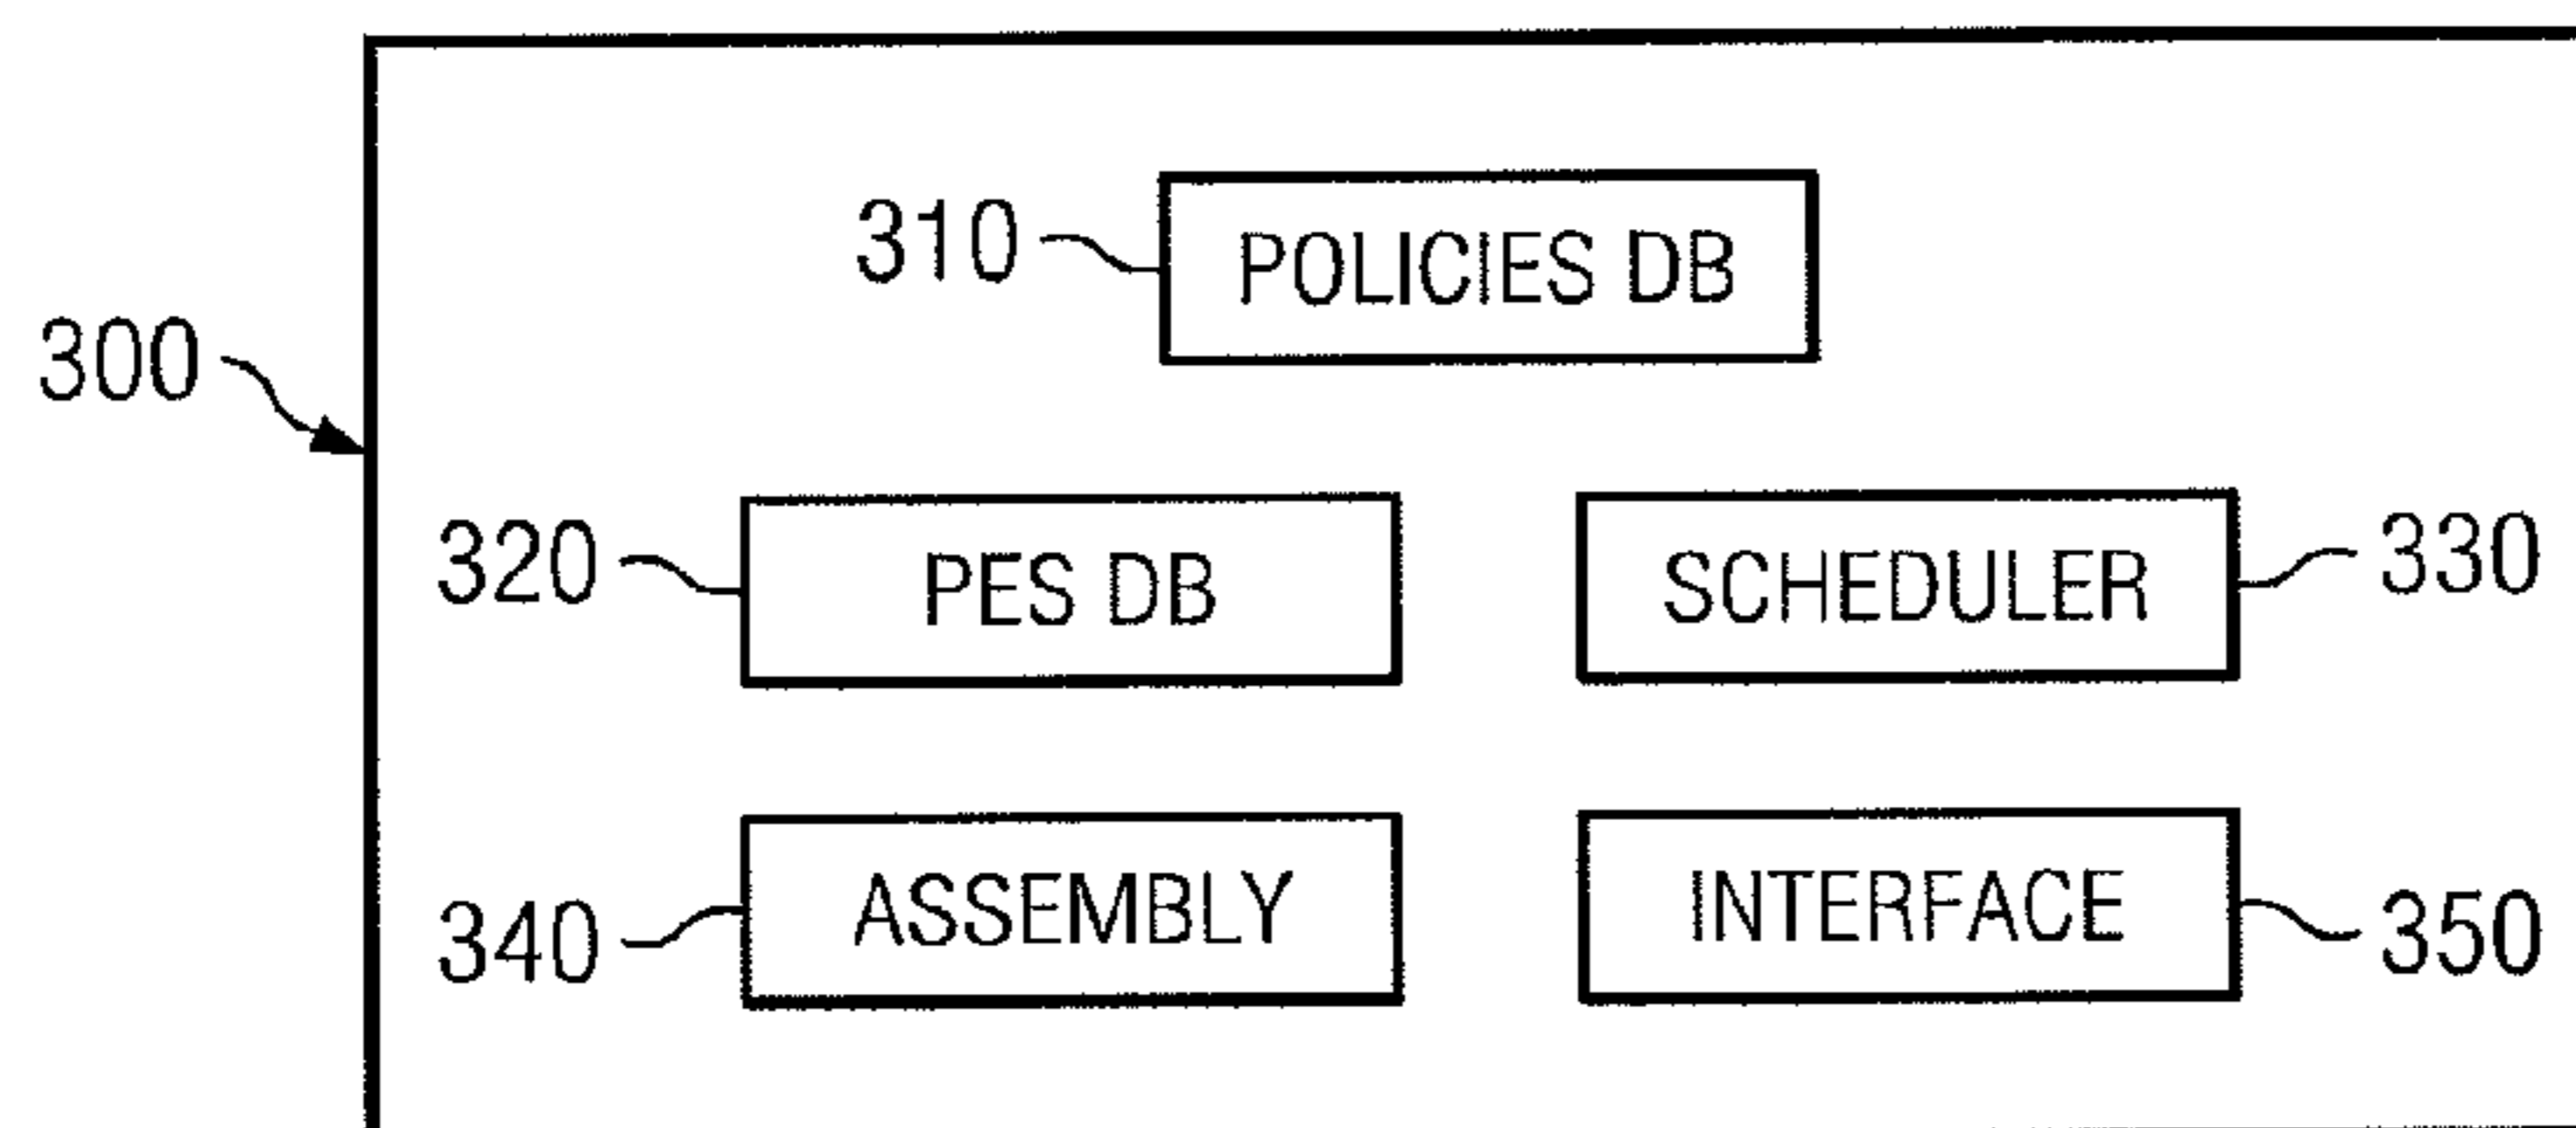 310 POLICIES DB
300
320 PES DB SCHEDULER 330
340 ASSEMBLY INTERFACE 350